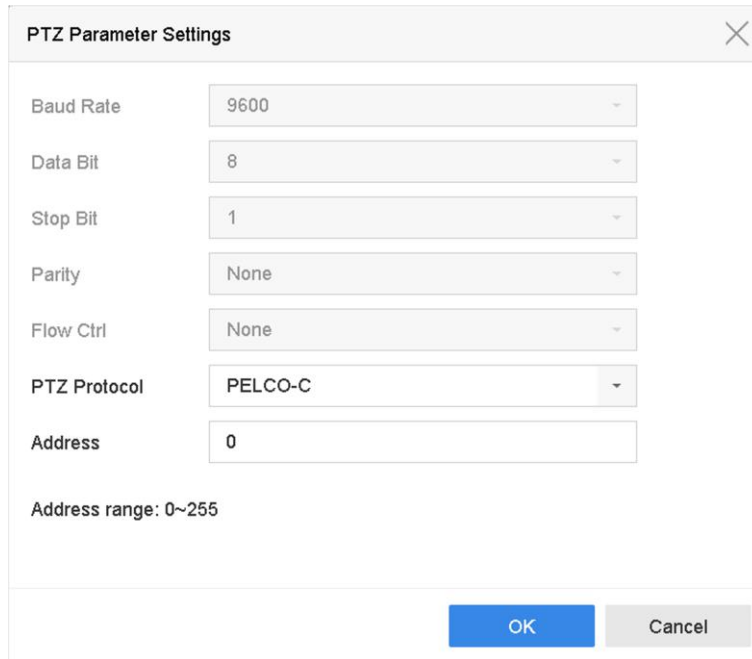 PTZ Parameter Settings
Baud Rate 9600
Data Bit 8
Stop Bit 1
Parity None
Flow Ctrl None
PTZ Protocol PELCO-C
Address 0
Address range: 0~255
OK Cancel